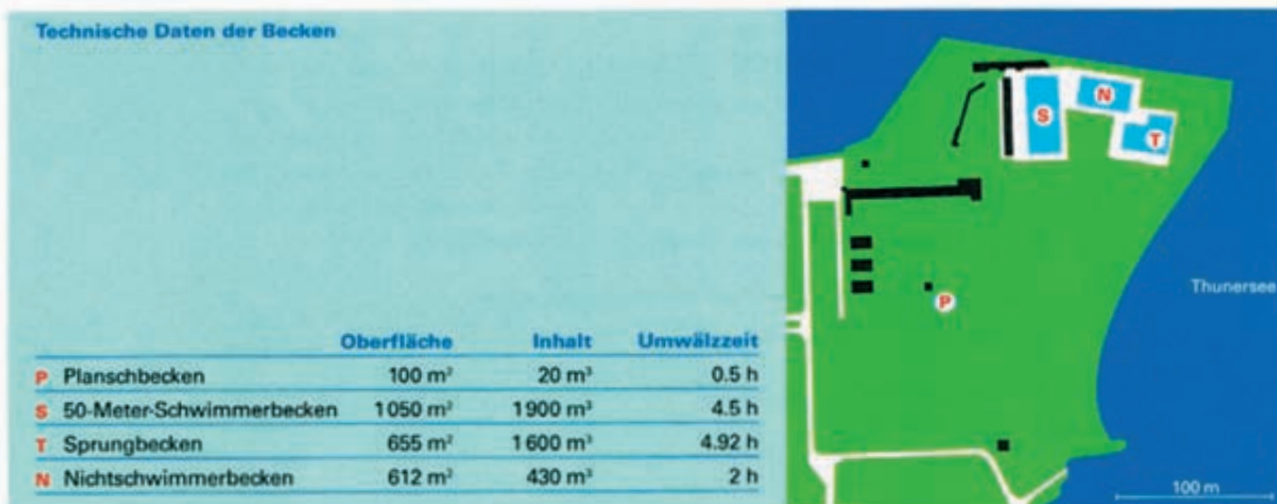 Technische Daten der Becken
Oberfläche Inhalt Umwälzzeit
P Planschbecken 100 m² 20 m³ 0.5 h
S 50-Meter-Schwimmerbecken 1050 m² 1900 m³ 4.5 h
T Sprungbecken 655 m² 1600 m³ 4.92 h
N Nichtschwimmerbecken 612 m² 430 m³ 2 h
N
S
T
Thunersee
P
100 m